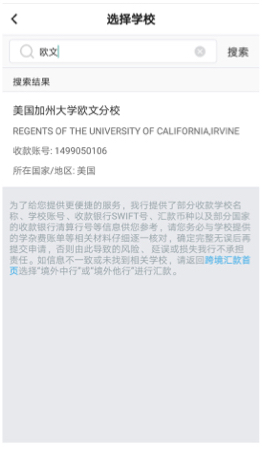 选择学校
欧文
搜索
搜索结果
美国加州大学欧文分校
REGENTS OF THE UNIVERSITY OF CALIFORNIA,IRVINE
收款账号: 1499050106
所在国家/地区: 美国
为了给您提供更便捷的服务，我行提供了部分收款学校名
称、学校账号、收款银行SWIFT号、汇款币种以及部分国家
的收款银行清算行号等信息供您参考，请您务必与学校提供
的学杂费账单等相关材料仔细逐一核对，确定完整无误后再
提交申请，否则由此导致的风险、延误或损失我行不承担
责任。如信息不一致或未找到相关学校，请返回跨境汇款首
页选择“境外中行”或“境外他行”进行汇款。